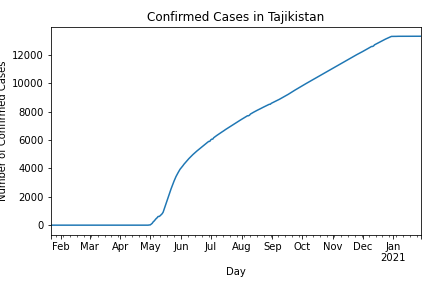 Confirmed Cases in Tajikistan
Number of Confirmed Cases
12000
10000
8000
6000
4000
2000
0
Feb Mar Apr May Jun Jul Aug Sep Oct Nov Dec Jan
2021
Day